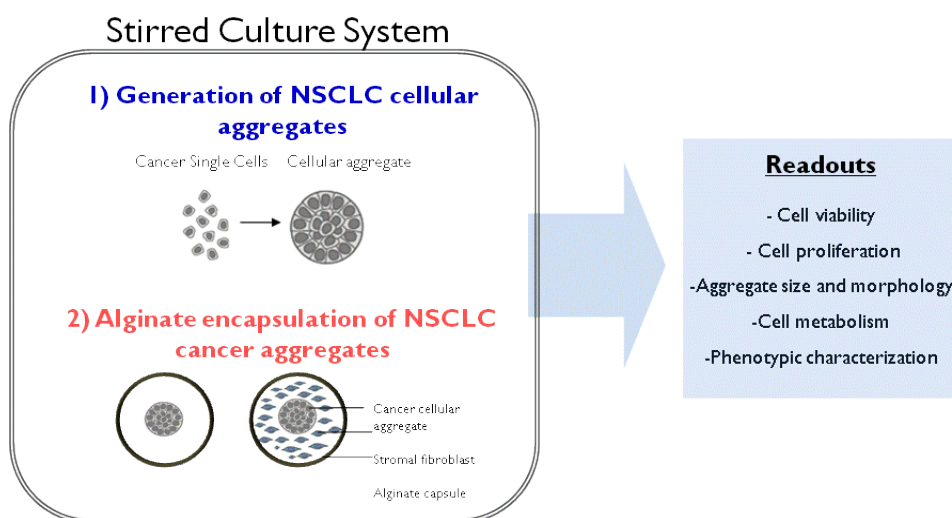 Stirred Culture System
1) Generation of NSCLC cellular
aggregates
Cancer Single Cells
Cellular aggregate
2) Alginate encapsulation of NSCLC
cancer aggregates
Cancer cellular
aggregate
Stromal fibroblast
Alginate capsule
Readouts
- Cell viability
- Cell proliferation
-Aggregate size and morphology
-Cell metabolism
-Phenotypic characterization